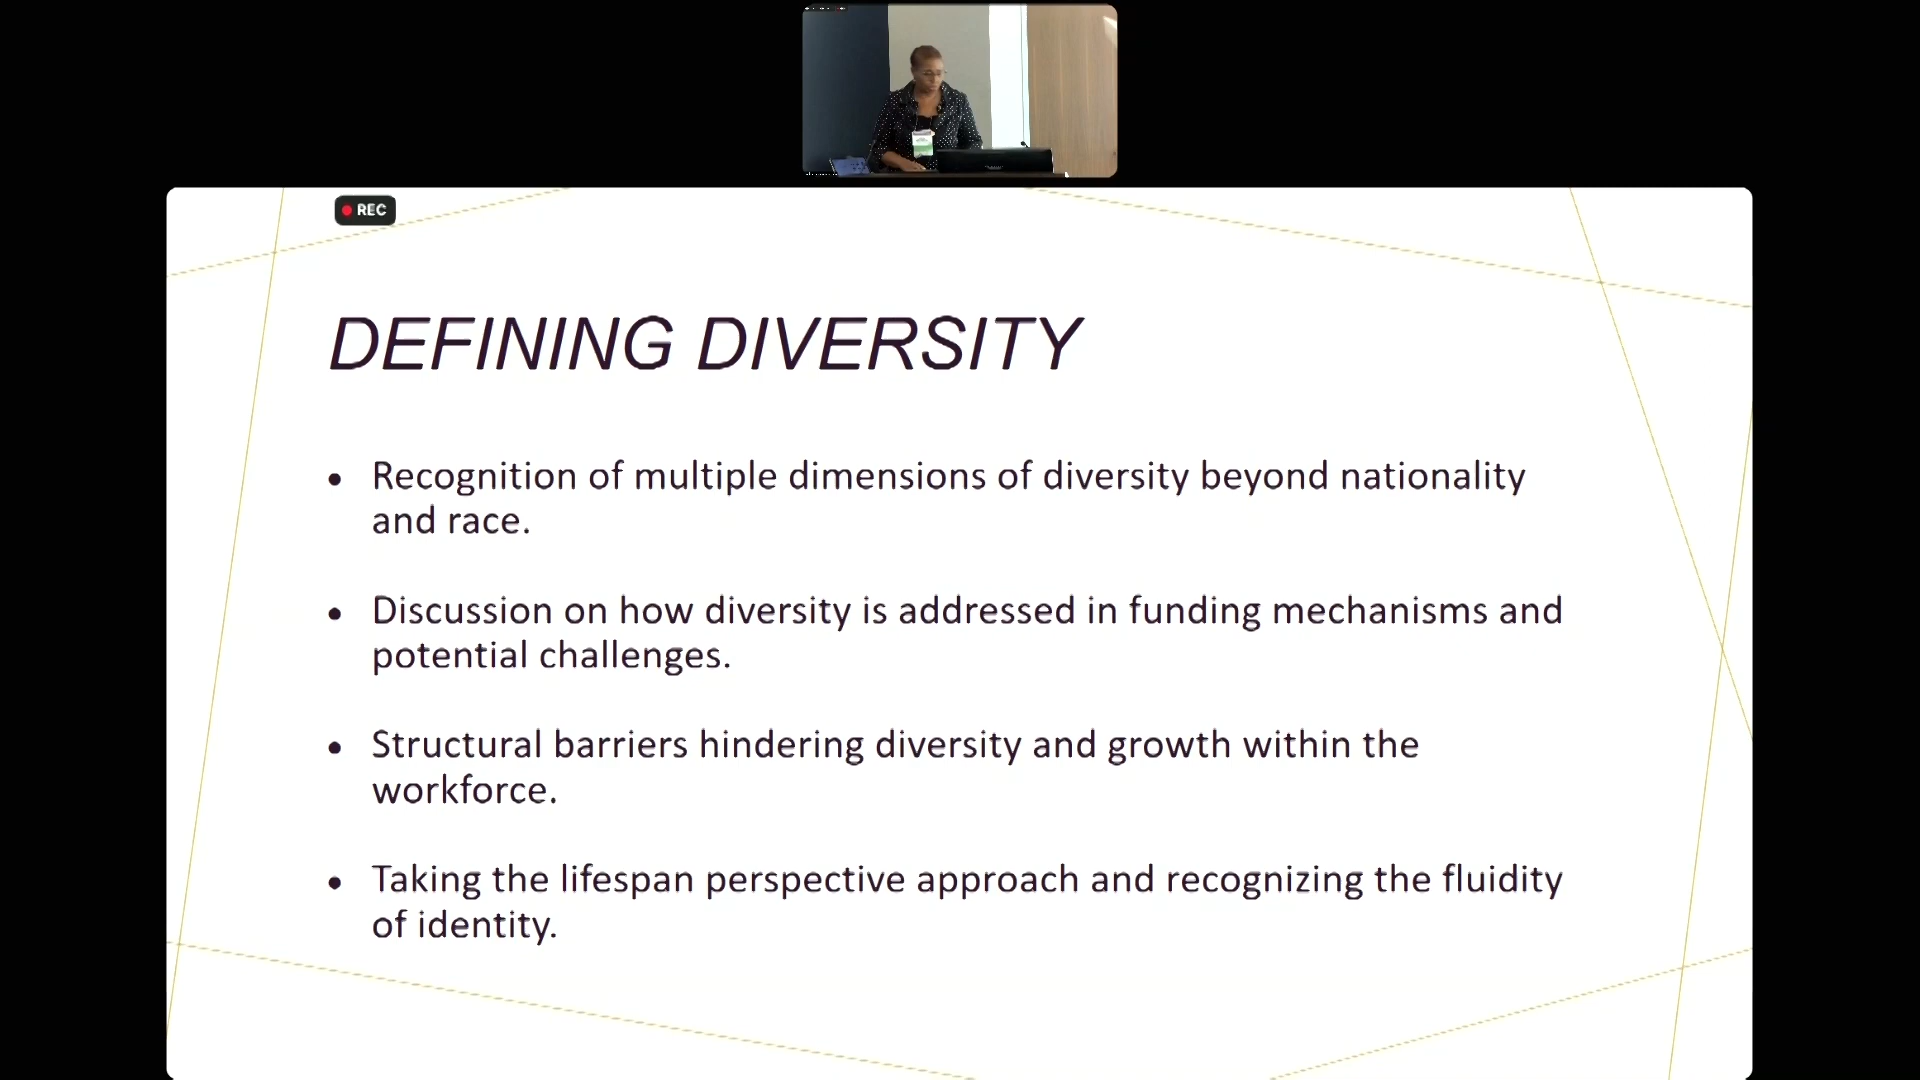 REC
DEFINING DIVERSITY
• Recognition of multiple dimensions of diversity beyond nationality
and race.
• Discussion on how diversity is addressed in funding mechanisms and
potential challenges.
• Structural barriers hindering diversity and growth within the
workforce.
• Taking the lifespan perspective approach and recognizing the fluidity
of identity.